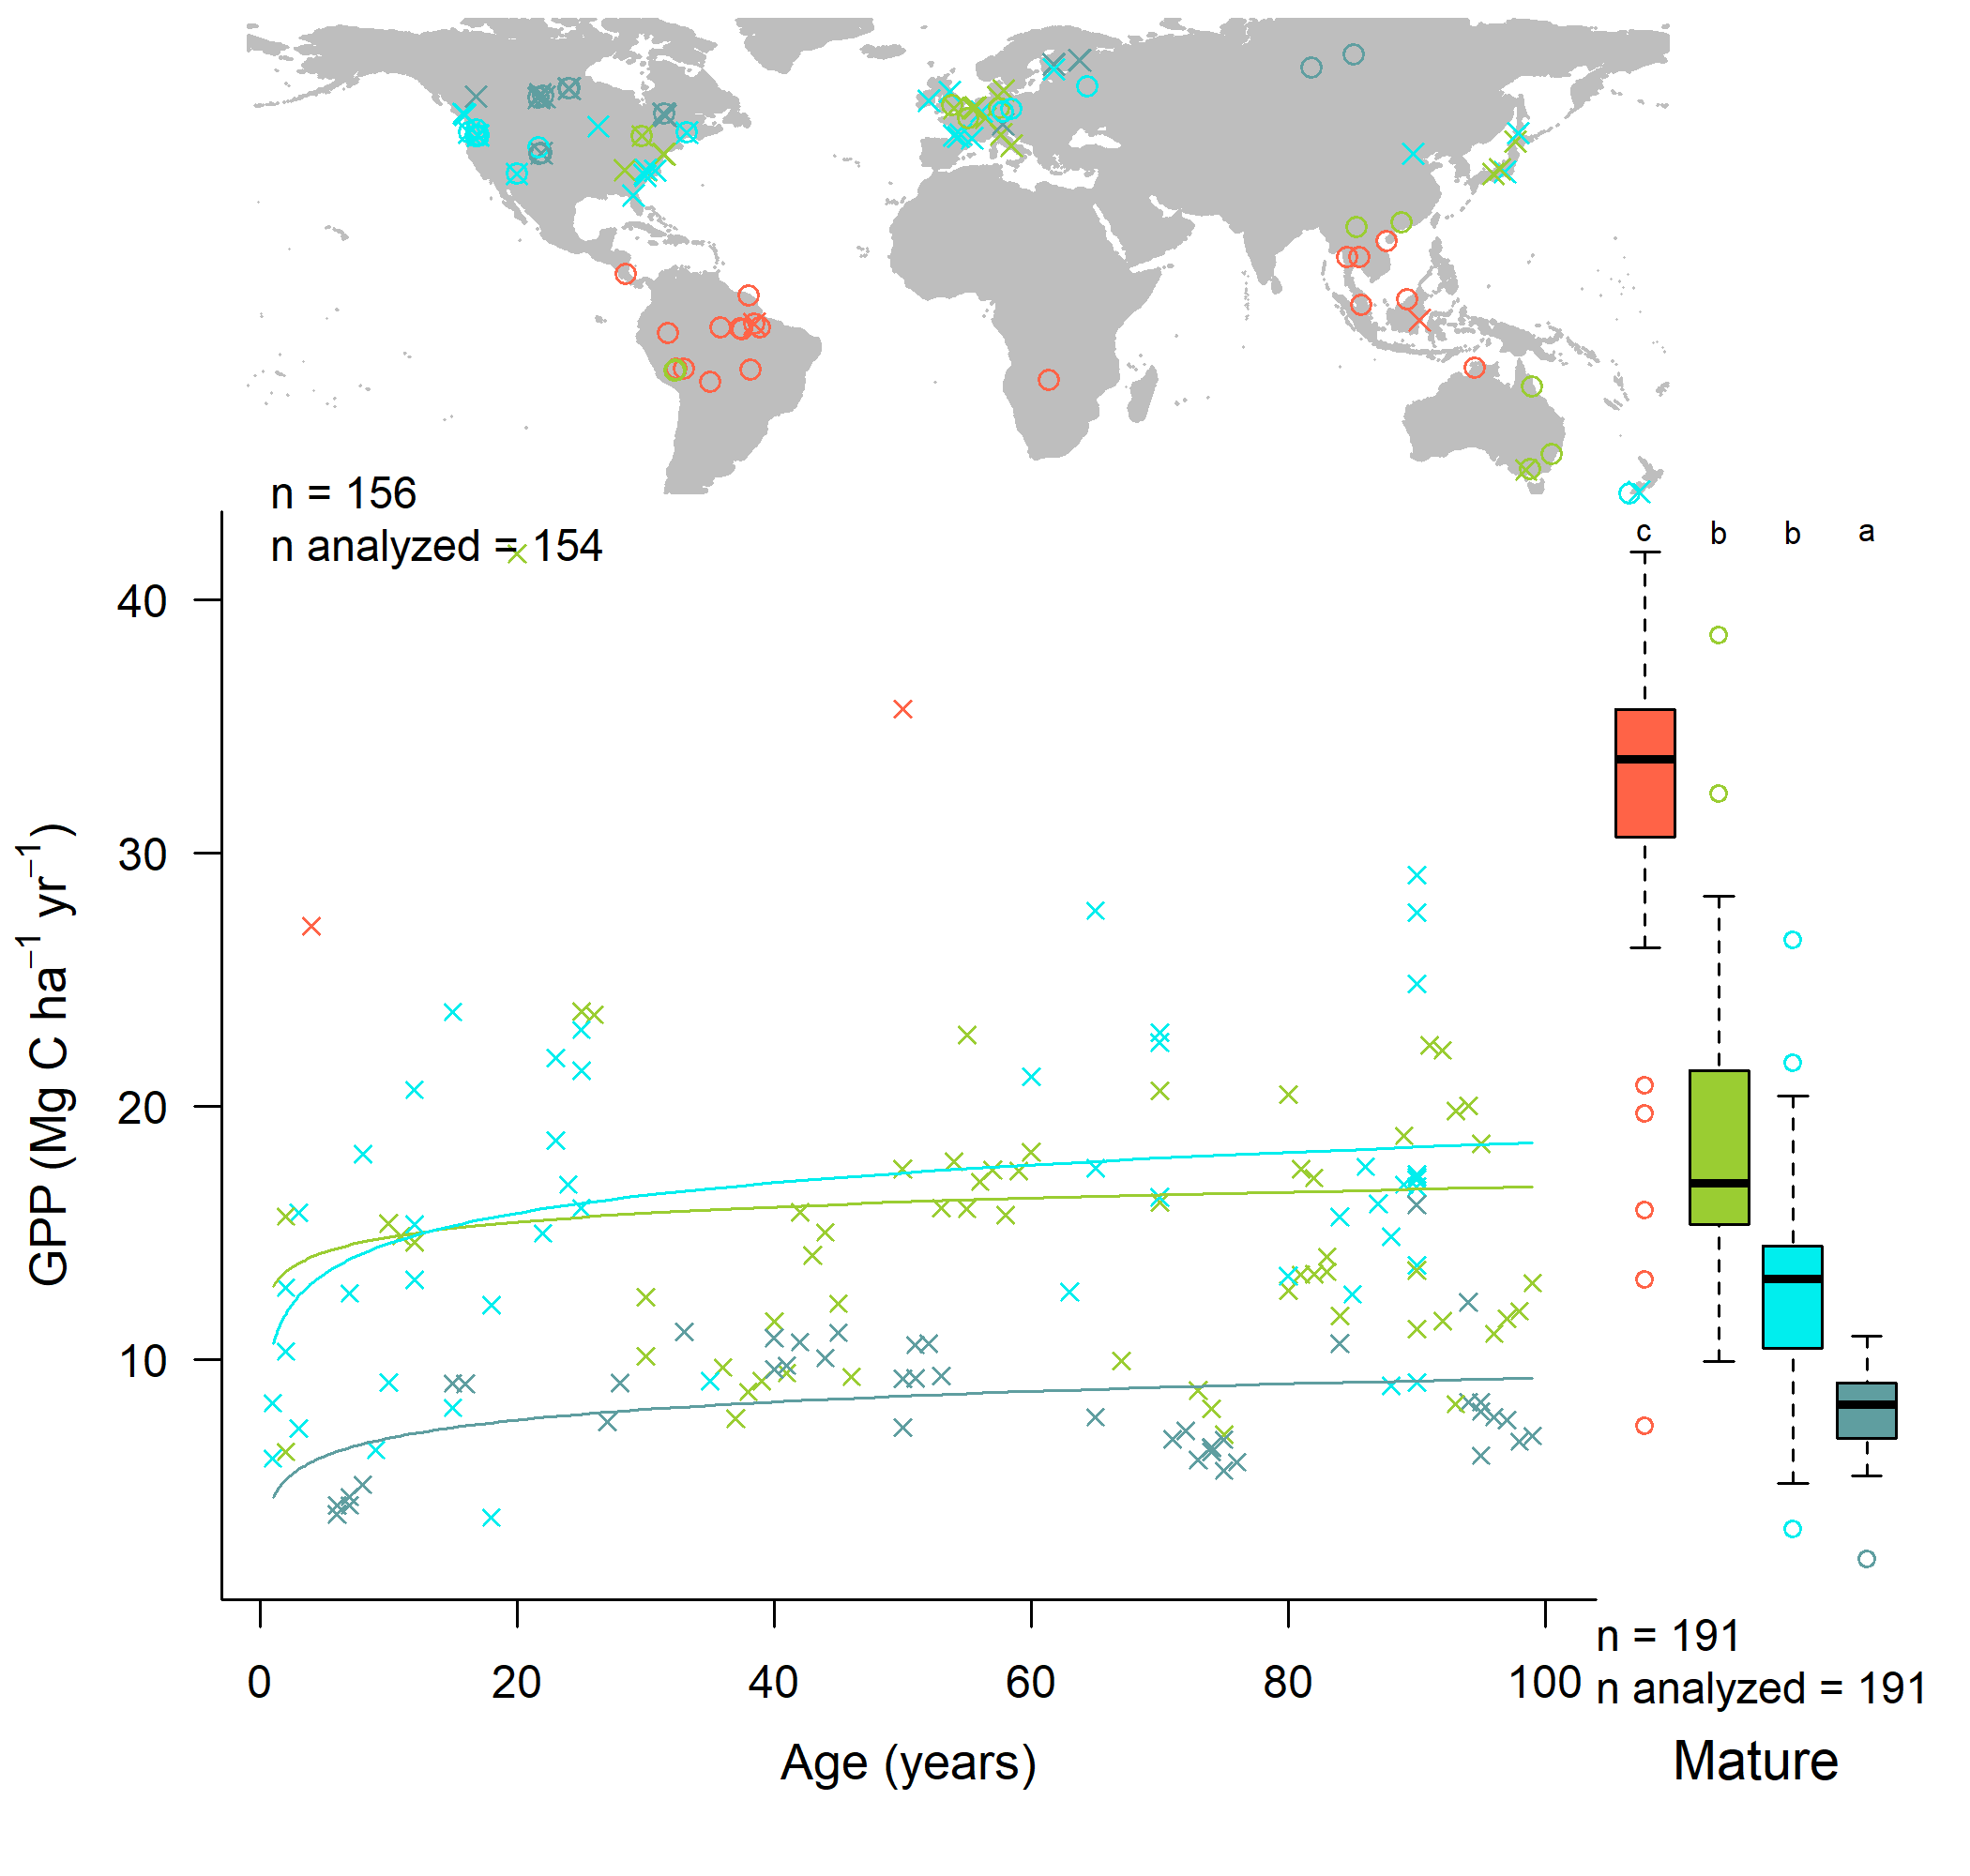 n = 156
n analyzed = 154
c b b a
40
30
20
10
GPP (Mg C ha⁻¹ yr⁻¹)
0 20 40 60 80 100
Age (years)
n = 191
n analyzed = 191
Mature